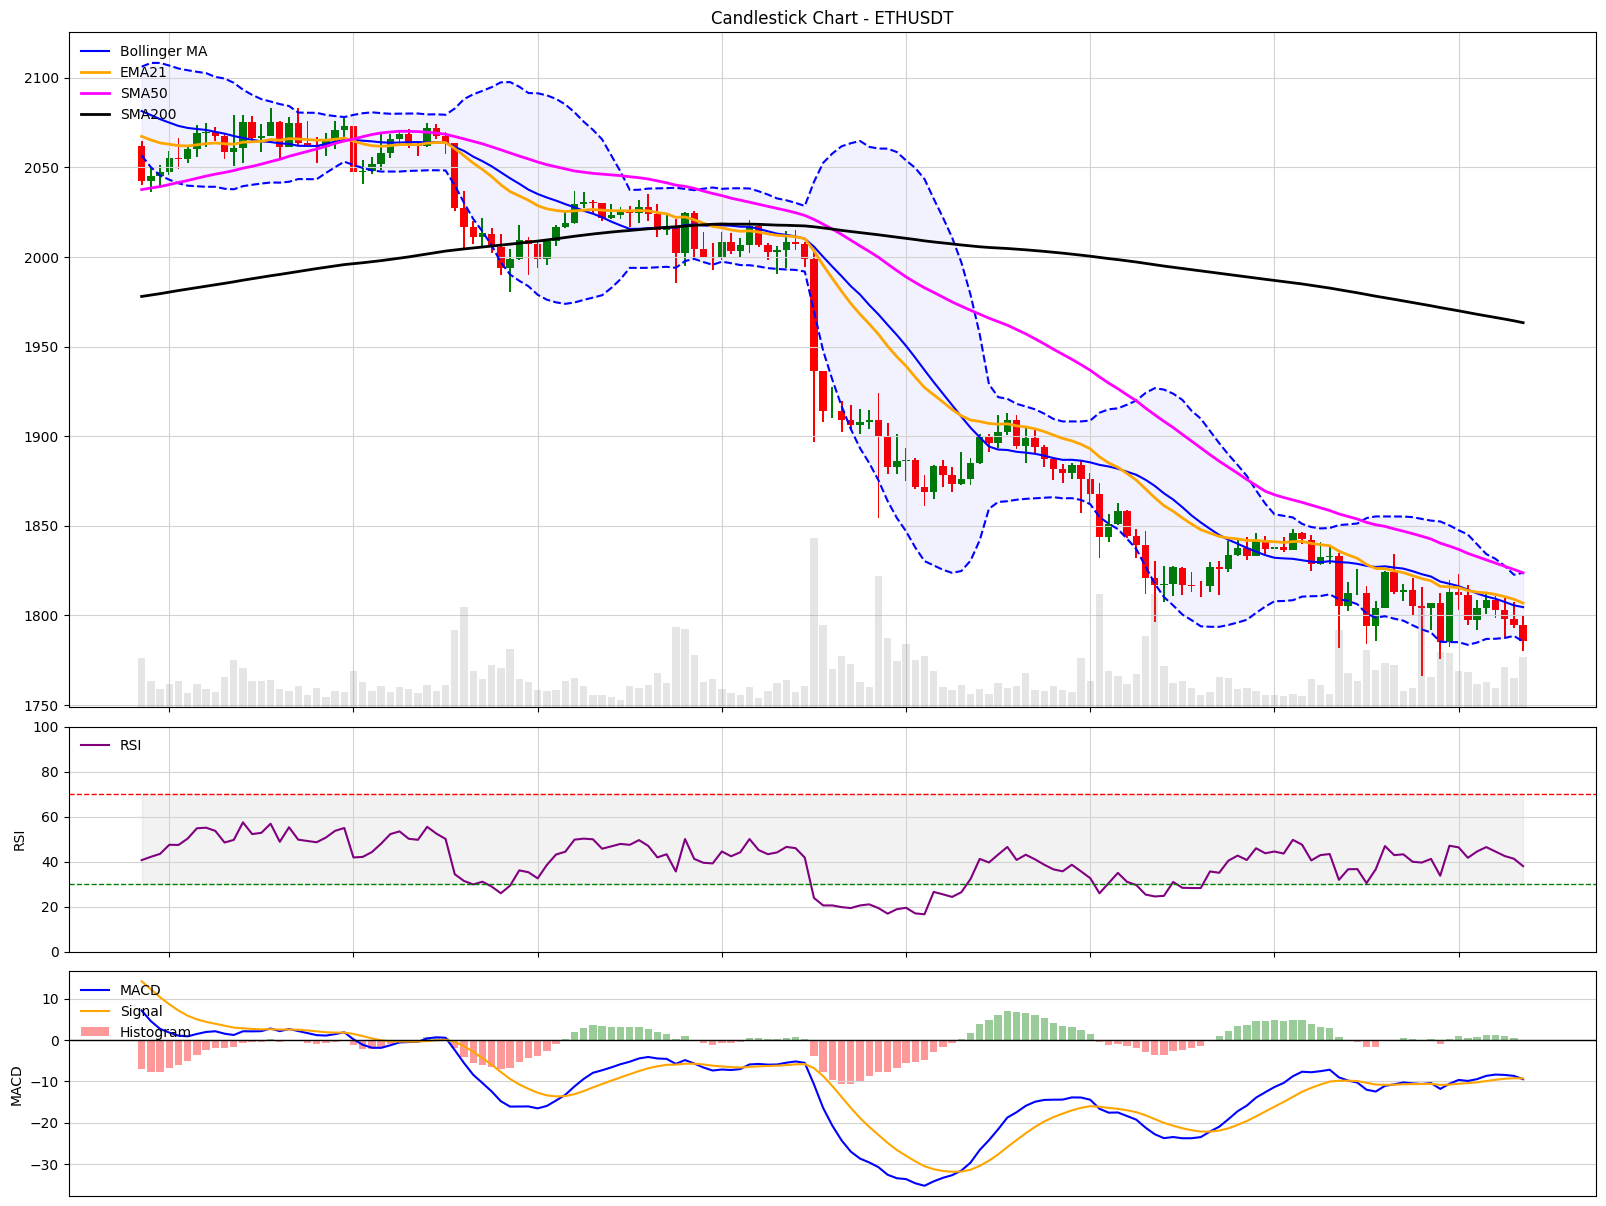 Candlestick Chart - ETHUSDT
Bollinger MA
EMA21
SMA50
SMA200
2100
2050
2000
1950
1900
1850
1800
1750
RSI
100
80
60
40
20
0
RSI
MACD
Signal
Histogram
10
0
−10
−20
−30
MACD